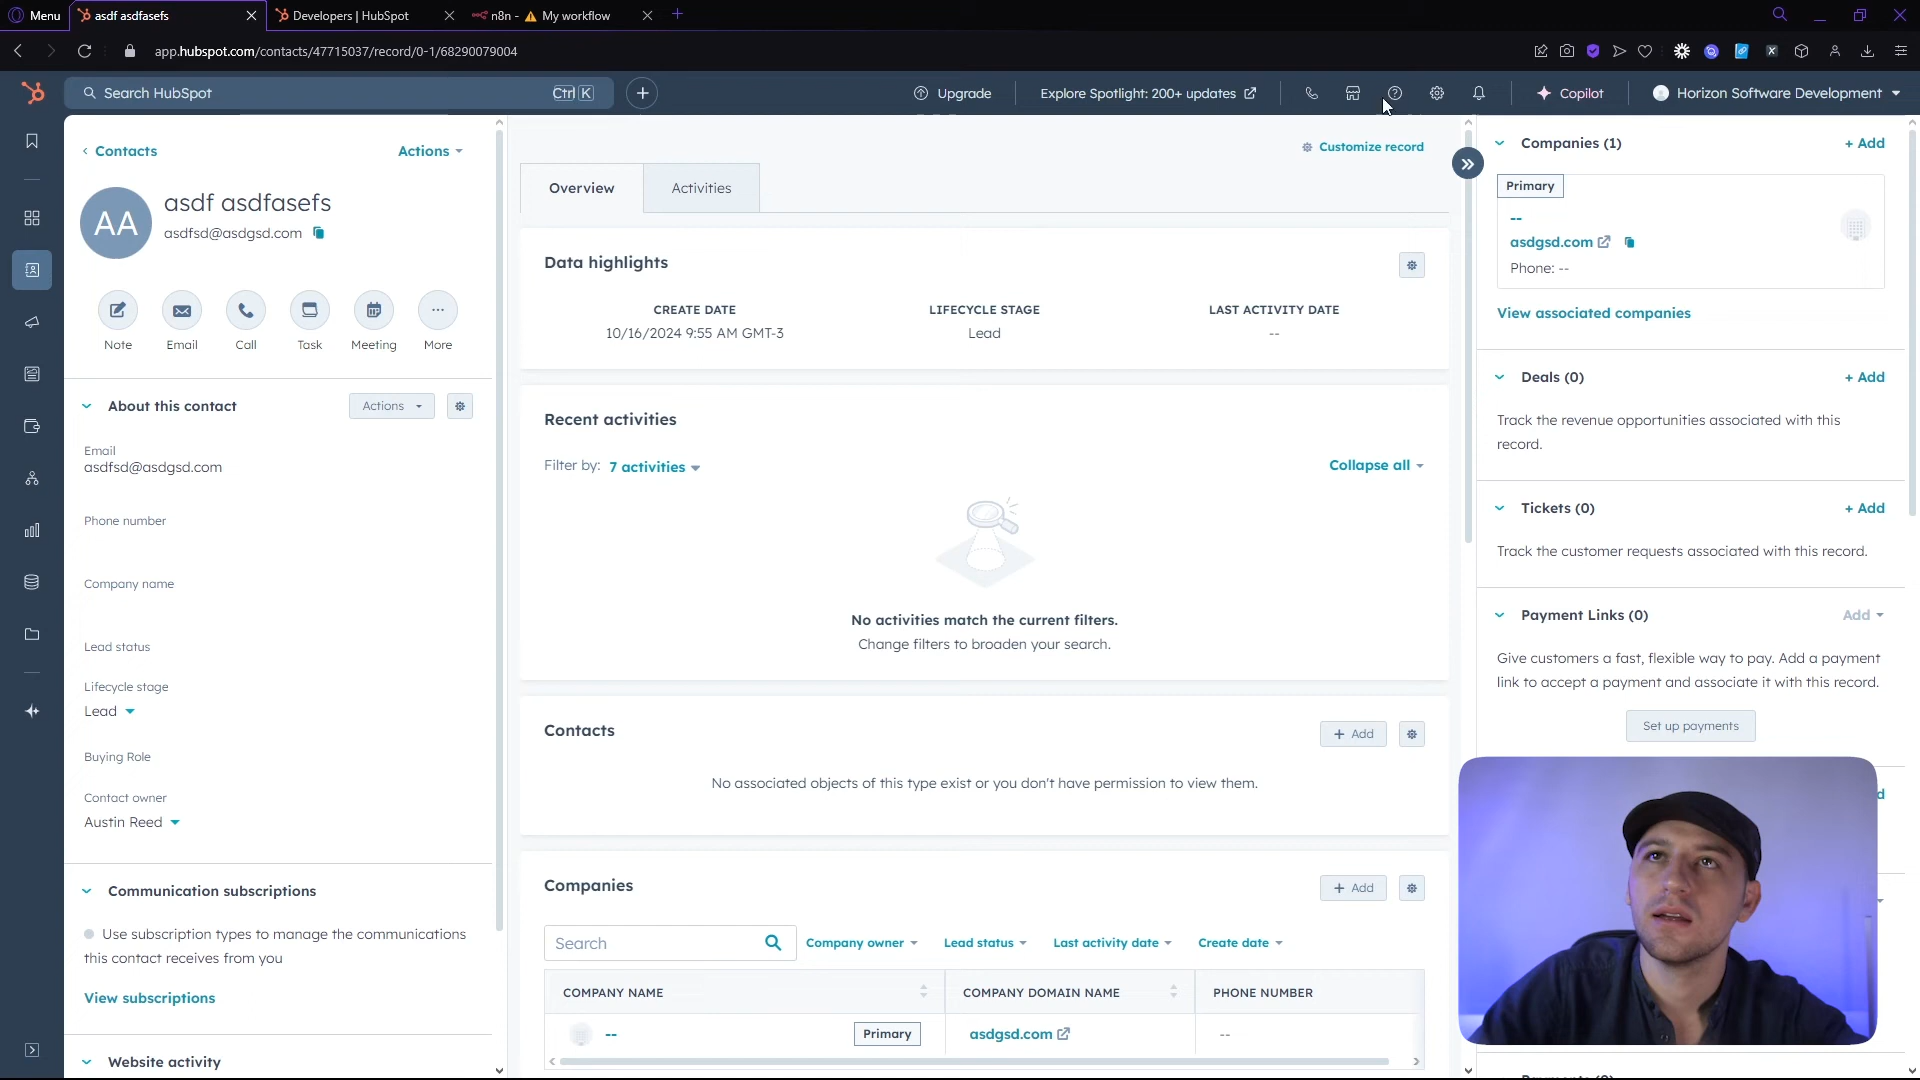 Menu
asdf asdfasefs
Developers | HubSpot
n8n - ⚠ My workflow
app.hubspot.com/contacts/47715037/record/0-1/68290079004
Search HubSpot
Ctrl K
Upgrade
Explore Spotlight: 200+ updates
Copilot
Horizon Software Development
Contacts
Actions
AA
asdf asdfasefs
asdfsd@asdgsd.com
Note
Email
Call
Task
Meeting
More
About this contact
Actions
Email
asdfsd@asdgsd.com
Phone number
Company name
Lead status
Lifecycle stage
Lead
Buying Role
Contact owner
Austin Reed
Communication subscriptions
Use subscription types to manage the communications
this contact receives from you
View subscriptions
Website activity
Customize record
Overview
Activities
Data highlights
CREATE DATE
10/16/2024 9:55 AM GMT-3
LIFECYCLE STAGE
Lead
LAST ACTIVITY DATE
--
Recent activities
Filter by: 7 activities
Collapse all
No activities match the current filters.
Change filters to broaden your search.
Contacts
+ Add
No associated objects of this type exist or you don't have permission to view them.
Companies
+ Add
Search
Company owner
Lead status
Last activity date
Create date
COMPANY NAME
COMPANY DOMAIN NAME
PHONE NUMBER
--
Primary
asdgsd.com
--
Companies (1)
+ Add
Primary
--
asdgsd.com
Phone: --
View associated companies
Deals (0)
+ Add
Track the revenue opportunities associated with this
record.
Tickets (0)
+ Add
Track the customer requests associated with this record.
Payment Links (0)
Add
Give customers a fast, flexible way to pay. Add a payment
link to accept a payment and associate it with this record.
Set up payments